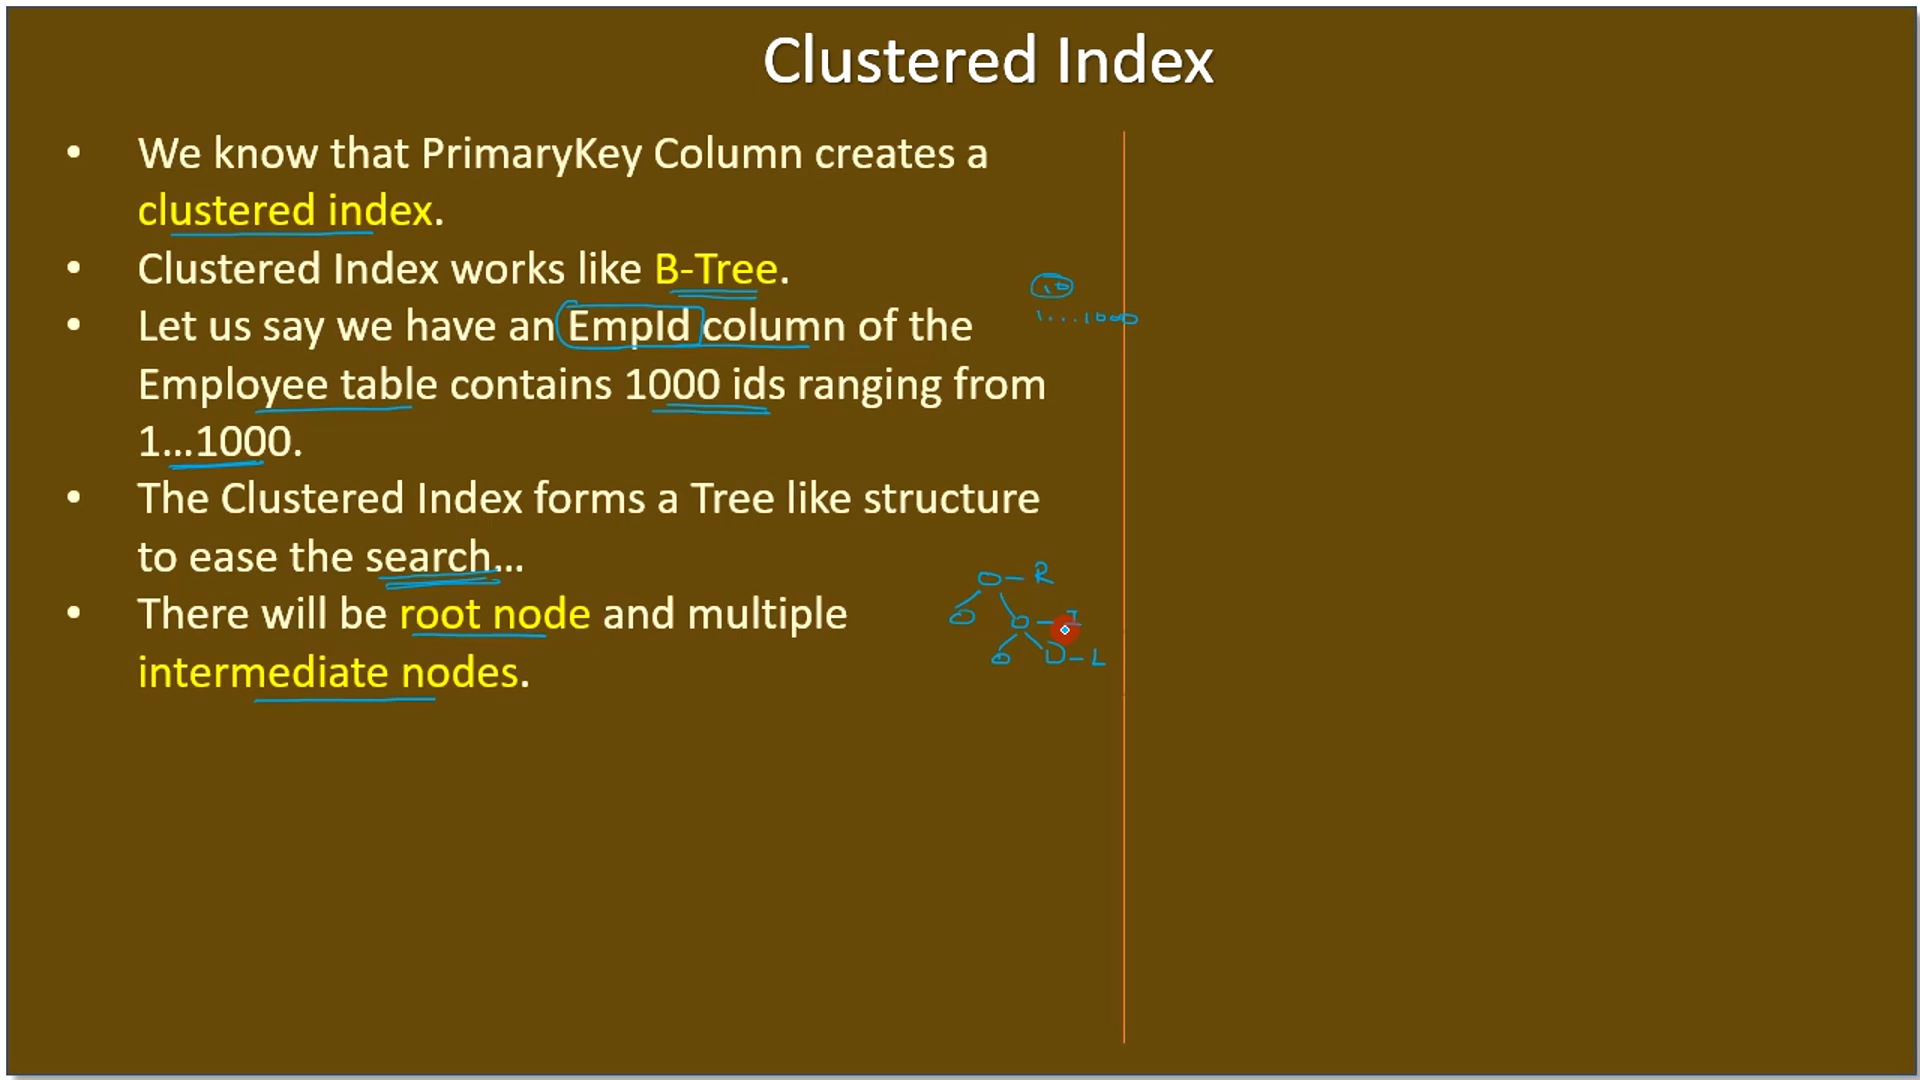 Clustered Index
• We know that PrimaryKey Column creates a
clustered index.
• Clustered Index works like B-Tree.
• Let us say we have an EmpId column of the
Employee table contains 1000 ids ranging from
1...1000.
• The Clustered Index forms a Tree like structure
to ease the search...
• There will be root node and multiple
intermediate nodes.
10
1....1000
R
I
L